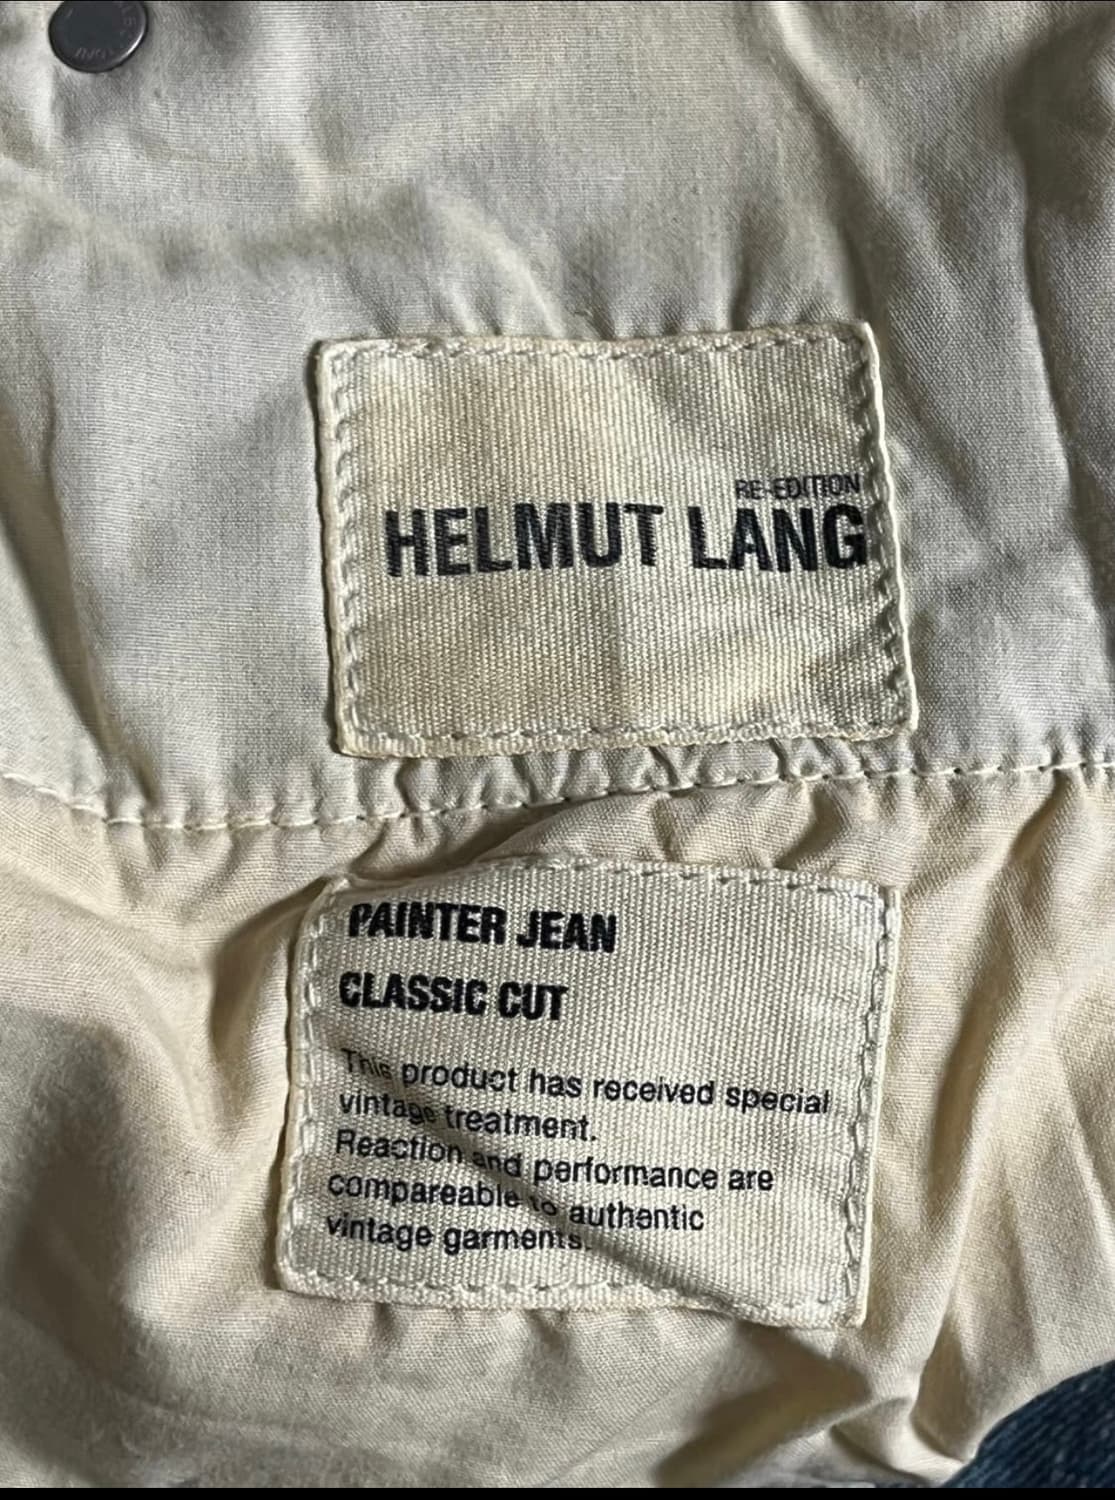 RE-EDITION
HELMUT LANG
PAINTER JEAN
CLASSIC CUT
This product has received special
vintage treatment.
Reaction and performance are
compareable to authentic
vintage garments.